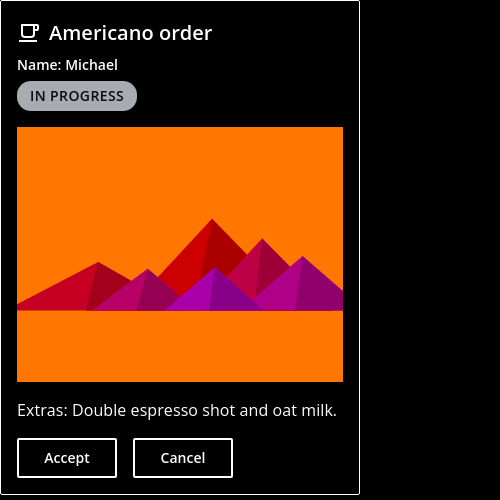 Americano order
Name: Michael
IN PROGRESS
Extras: Double espresso shot and oat milk.
Accept
Cancel